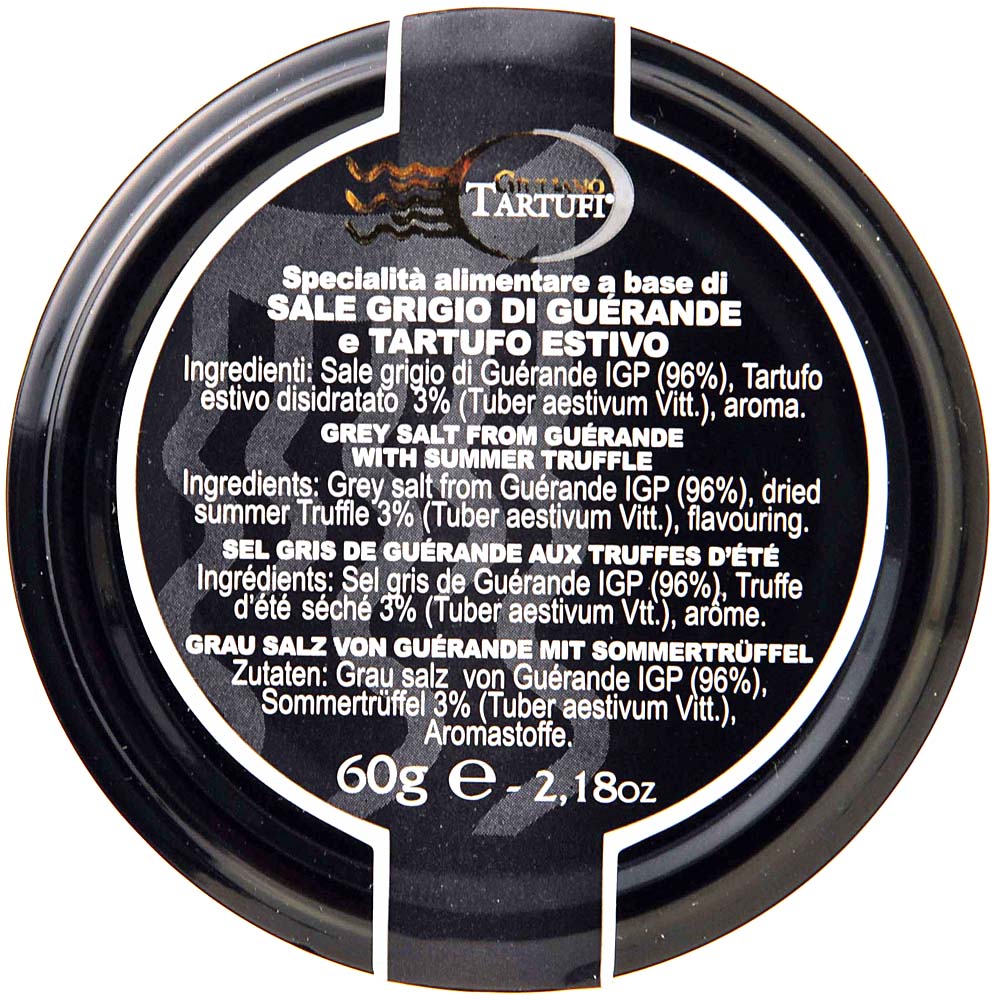 GIULIANO
TARTUFI®
Specialità alimentare a base di
SALE GRIGIO DI GUÉRANDE
e TARTUFO ESTIVO
Ingredienti: Sale grigio di Guérande IGP (96%), Tartufo
estivo disidratato 3% (Tuber aestivum Vitt.), aroma.
GREY SALT FROM GUÉRANDE
WITH SUMMER TRUFFLE
Ingredients: Grey salt from Guérande IGP (96%), dried
summer Truffle 3% (Tuber aestivum Vitt.), flavouring.
SEL GRIS DE GUÉRANDE AUX TRUFFES D'ÉTÉ
Ingrédients: Sel gris de Guérande IGP (96%), Truffe
d'été séché 3% (Tuber aestivum Vtt.), arôme.
GRAU SALZ VON GUÉRANDE MIT SOMMERTRÜFFEL
Zutaten: Grau salz von Guérande IGP (96%),
Sommertrüffel 3% (Tuber aestivum Vitt.),
Aromastoffe.
60g e - 2,18oz